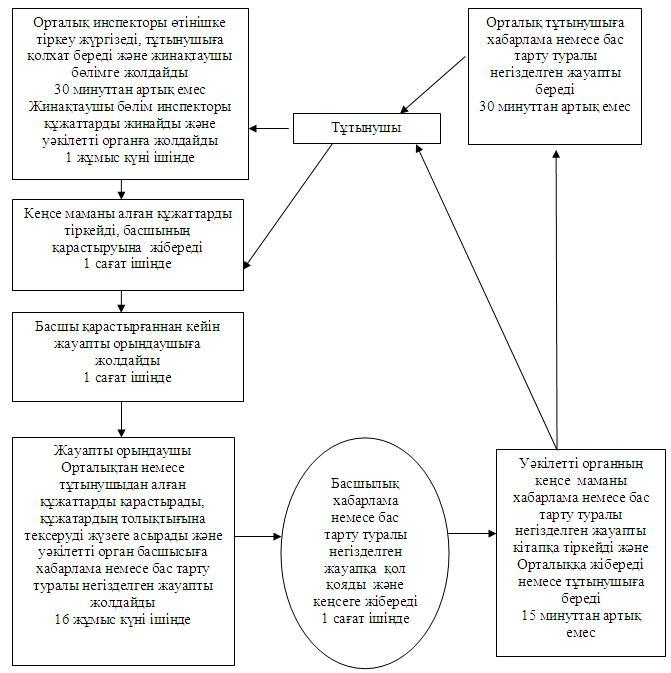 Орталық инспекторы өтінішке
тіркеу жүргізеді, тұтынушыға
қолхат береді және жинақтаушы
бөлімге жолдайды
30 минуттан артық емес
Жинақтаушы бөлім инспекторы
құжаттарды жинайды және
уәкілетті органға жолдайды
1 жұмыс күні ішінде
Тұтынушы
Орталық тұтынушыға
хабарлама немесе бас
тарту туралы
негізделген жауапты
береді
30 минуттан артық емес
Кеңсе маманы алған құжаттарды
тіркейді, басшының
қарастыруына жібереді
1 сағат ішінде
Басшы қарастырғаннан кейін
жауапты орындаушыға
жолдайды
1 сағат ішінде
Жауапты орындаушы
Орталықтан немесе
тұтынушыдан алған
құжаттарды қарастырады,
құжатардың толықтығына
тексеруді жүзеге асырады және
уәкілетті орган басшысыға
хабарлама немесе бас тарту
туралы негізделген жауапты
жолдайды
16 жұмыс күні ішінде
Басшылық
хабарлама
немесе бас
тарту туралы
негізделген
жауапқа қол
қояды және
кеңсеге жібереді
1 сағат ішінде
Уәкілетті органның
кеңсе маманы
хабарлама немесе бас
тарту туралы
негізделген жауапты
кітапқа тіркейді және
Орталыққа жібереді
немесе тұтынушыға
береді
15 минуттан артық
емес